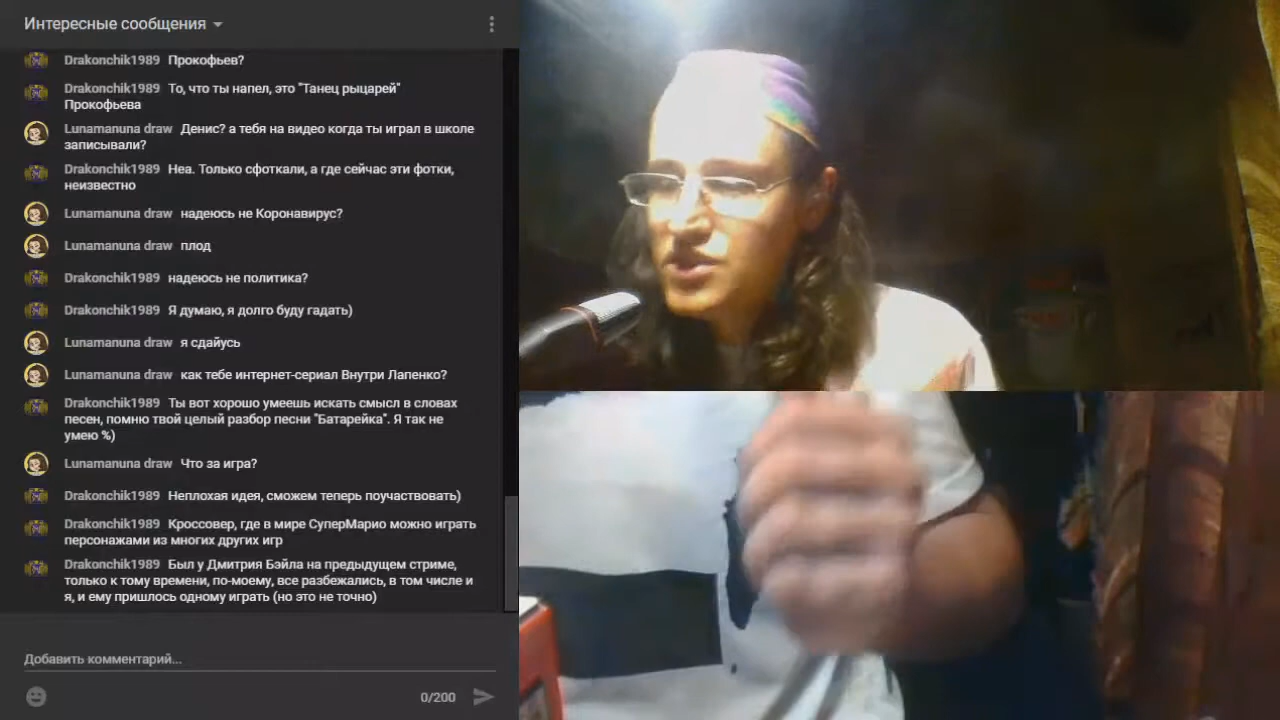 Интересные сообщения
Drakonchik1989 Прокофьев?
Drakonchik1989 То, что ты напел, это "Танец рыцарей"
Прокофьева
Lunamanuna draw Денис? а тебя на видео когда ты играл в школе
записывали?
Drakonchik1989 Неа. Только сфоткали, а где сейчас эти фотки,
неизвестно
Lunamanuna draw надеюсь не Коронавирус?
Lunamanuna draw плод
Drakonchik1989 надеюсь не политика?
Drakonchik1989 Я думаю, я долго буду гадать)
Lunamanuna draw я сдайусь
Lunamanuna draw как тебе интернет-сериал Внутри Лапенко?
Drakonchik1989 Ты вот хорошо умеешь искать смысл в словах
песен, помню твой целый разбор песни "Батарейка". Я так не
умею %)
Lunamanuna draw Что за игра?
Drakonchik1989 Неплохая идея, сможем теперь поучаствовать)
Drakonchik1989 Кроссовер, где в мире СуперМарио можно играть
персонажами из многих других игр
Drakonchik1989 Был у Дмитрия Бэйла на предыдущем стриме,
только к тому времени, по-моему, все разбежались, в том числе и
я, и ему пришлось одному играть (но это не точно)
Добавить комментарий...
0/200